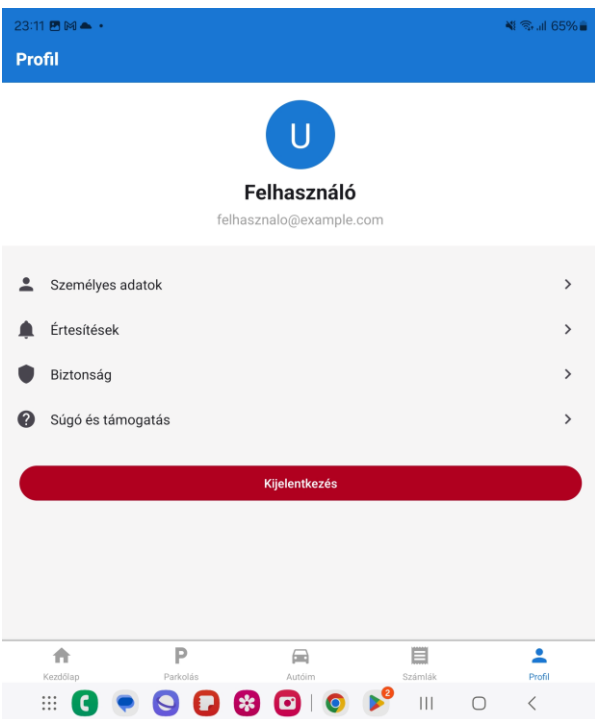 23:11 65%
Profil
U
Felhasználó
felhasznalo@example.com
Személyes adatok
Értesítések
Biztonság
Súgó és támogatás
Kijelentkezés
P
Kezdőlap Parkolás Autóim Számlák Profil
2